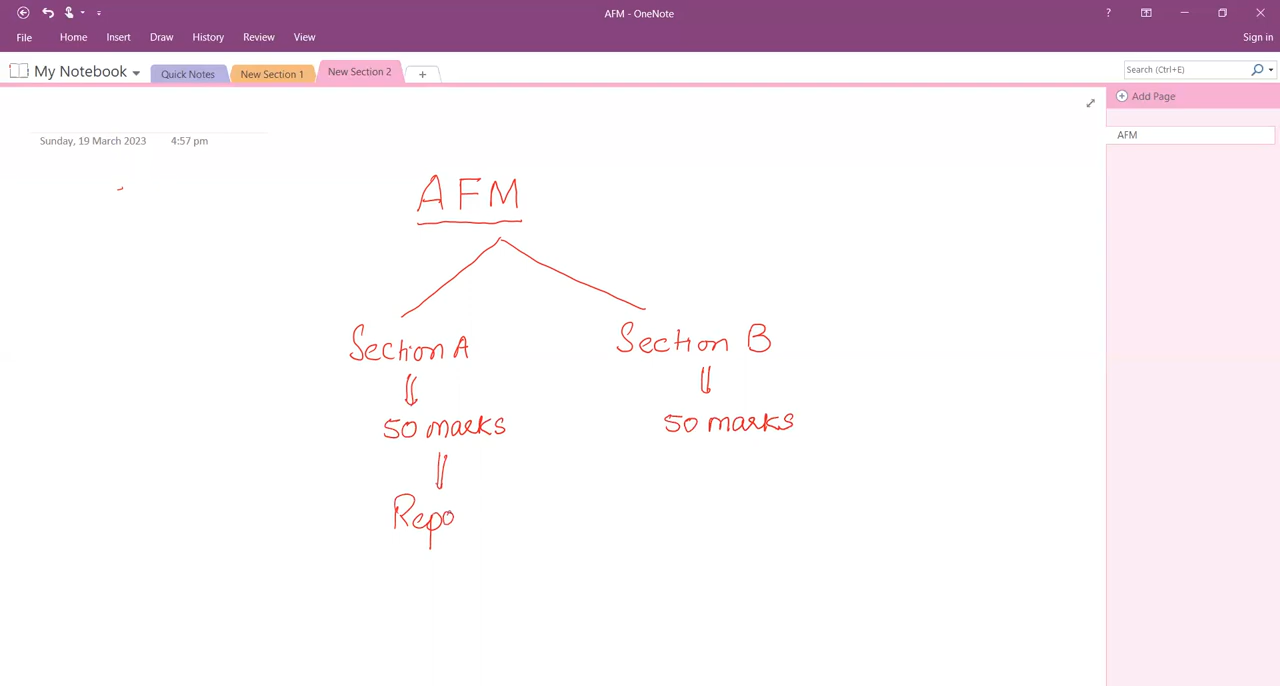 AFM - OneNote
?
File Home Insert Draw History Review View
Sign in
My Notebook Quick Notes New Section 1 New Section 2 +
Search (Ctrl+E)
Add Page
AFM
Sunday, 19 March 2023 4:57 pm
AFM
Section A Section B
50 marks 50 marks
Repo